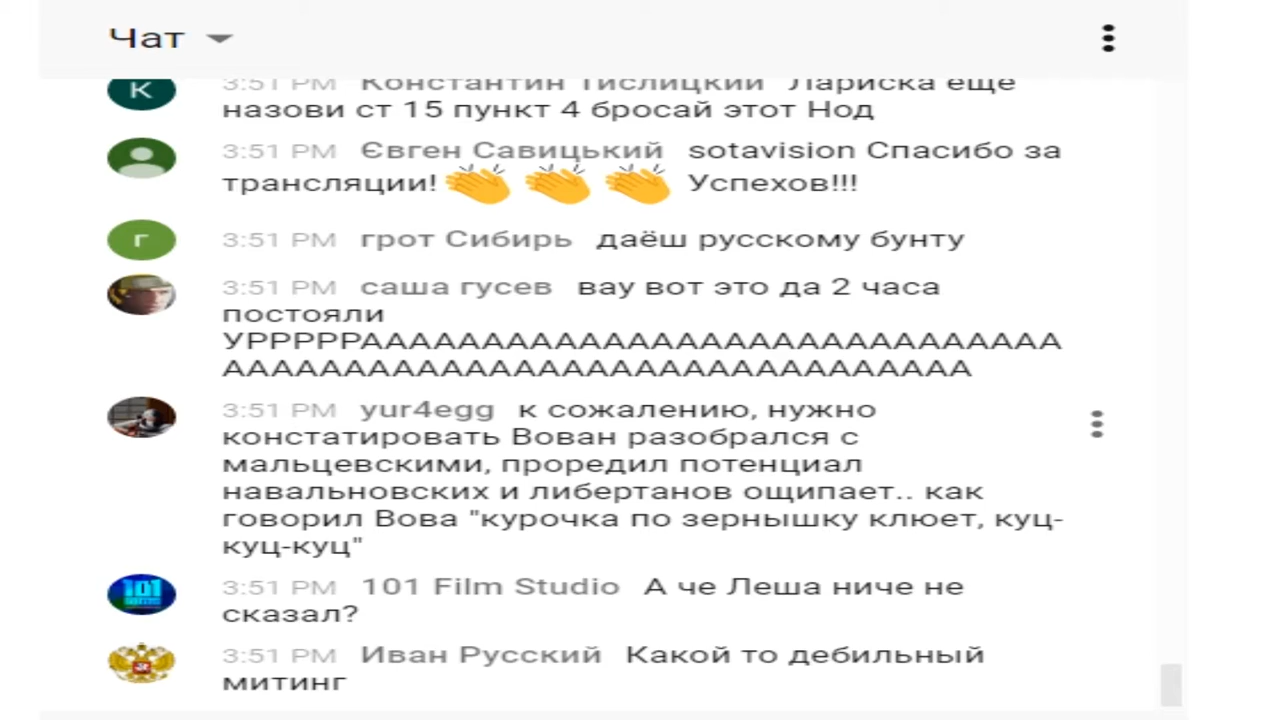 Чат
3:51 PM Константин Тислицкий Лариска еще
назови ст 15 пункт 4 бросай этот Нод
3:51 PM Євген Савицький sotavision Спасибо за
трансляции! 👏 👏 👏 Успехов!!!
3:51 PM грот Сибирь даёш русскому бунту
3:51 PM саша гусев вау вот это да 2 часа
постояли
УРРРРРААААААААААААААААААААААААААААА
ААААААААААААААААААААААААААААААА
3:51 PM yur4egg к сожалению, нужно
констатировать Вован разобрался с
мальцевскими, проредил потенциал
навальновских и либертанов ощипает.. как
говорил Вова "курочка по зернышку клюет, куц-
куц-куц"
3:51 PM 101 Film Studio А че Леша ниче не
сказал?
3:51 PM Иван Русский Какой то дебильный
митинг